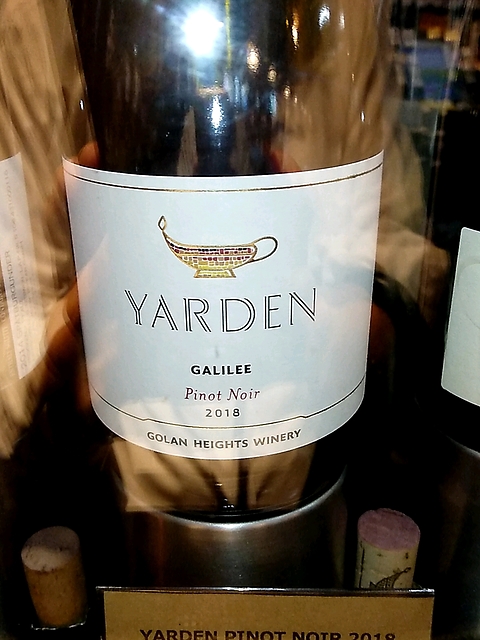 YARDEN
GALILEE
Pinot Noir
2018
GOLAN HEIGHTS WINERY
YARDEN PINOT NOIR 2018